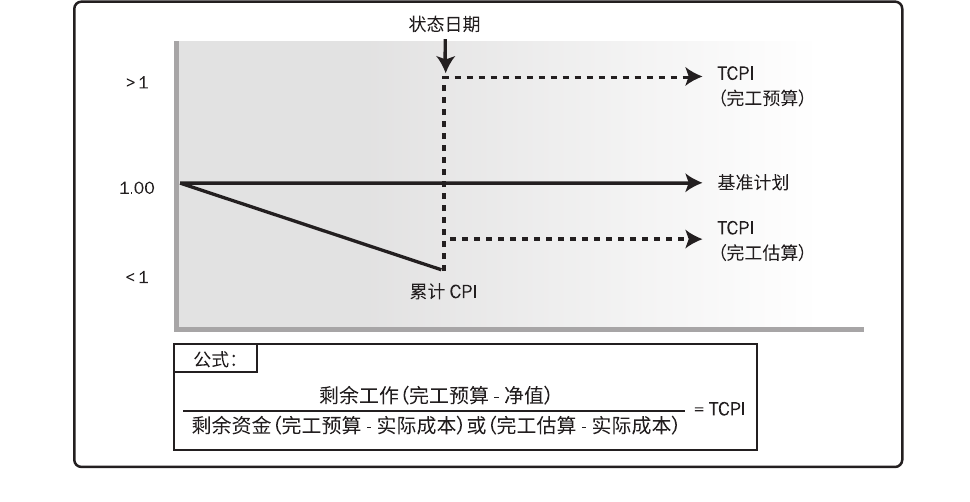 状态日期
> 1
TCPI
（完工预算）
1.00
基准计划
TCPI
（完工估算）
< 1
累计 CPI
公式：
剩余工作（完工预算 - 净值）
= TCPI
剩余资金（完工预算 - 实际成本）或（完工估算 - 实际成本）